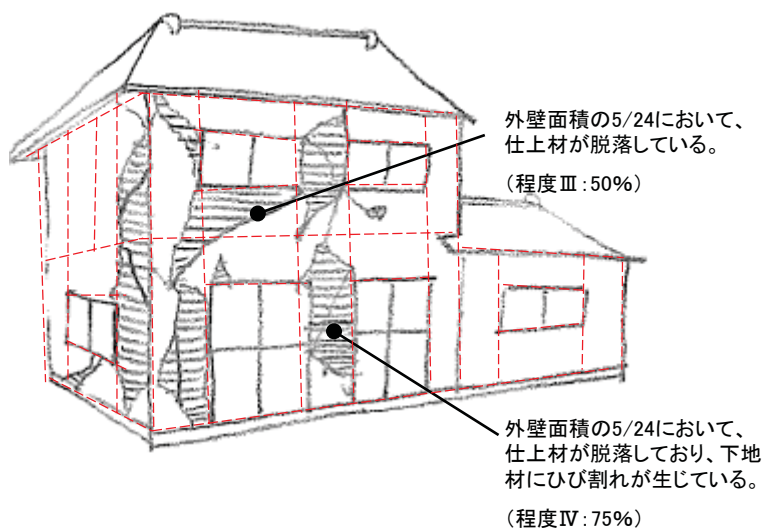 外壁面積の5/24において、
仕上材が脱落している。
(程度Ⅲ:50%)
外壁面積の5/24において、
仕上材が脱落しており、下地
材にひび割れが生じている。
(程度Ⅳ:75%)